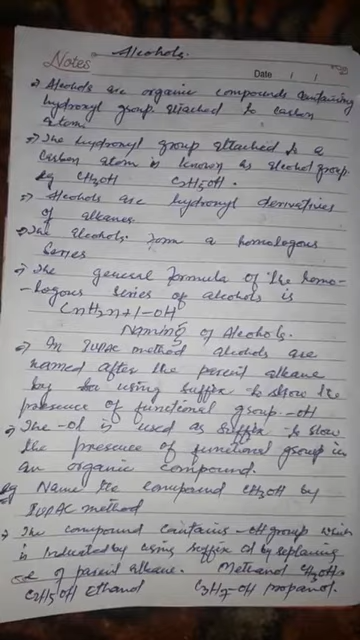 Alcohols.
Notes
Date / /
→ Alcohols are organic compounds containing
hydroxyl group attached to carbon
atom.
→ The hydroxyl group attached to a
carbon atom is known as alcohol group.
eg CH3OH C2H5OH.
→ Alcohols are hydroxyl derivatives
of alkanes
→ The alcohols form a homologous
series
→ The general formula of the homo-
-logous series of alcohols is
CnH2n+1-OH
Naming of Alcohols.
→ In IUPAC method alcohols are
named after the parent alkane
by using suffix to show the
presence of functional group -OH
→ The -Ol is used as suffix to show
the presence of functional group in
an organic compound.
eg Name the compound CH3OH by
IUPAC method
→ The compound contains -OH group which
is indicated by using suffix ol by replacing
e of parent alkane. Methanol CH3OH.
C2H5OH Ethanol C3H7-OH propanol.